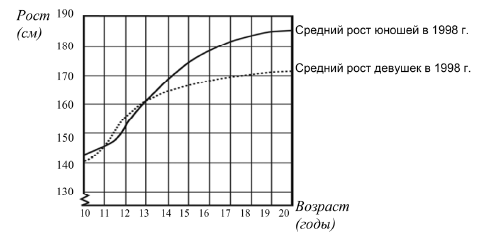 Рост
(см)
190
180
170
160
150
140
130
Средний рост юношей в 1998 г.
Средний рост девушек в 1998 г.
10 11 12 13 14 15 16 17 18 19 20
Возраст
(годы)